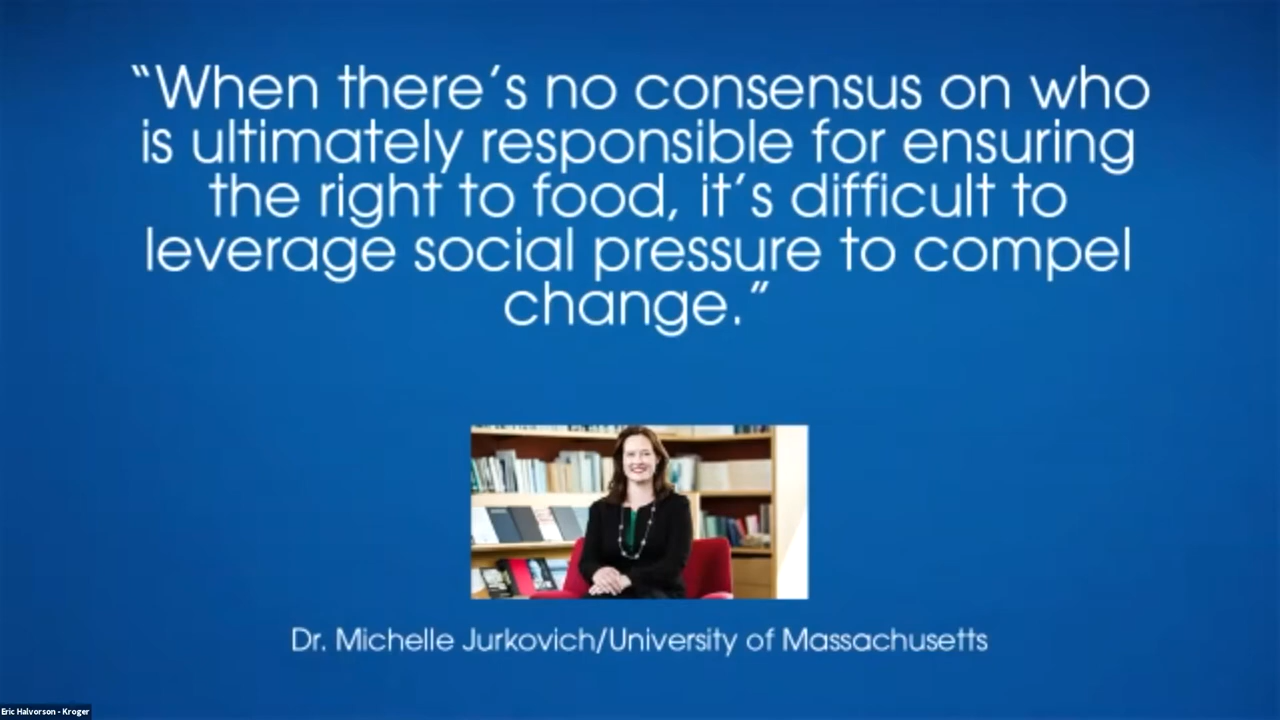 “When there’s no consensus on who
is ultimately responsible for ensuring
the right to food, it’s difficult to
leverage social pressure to compel
change.”
Dr. Michelle Jurkovich/University of Massachusetts
Eric Halvorson - Kroger